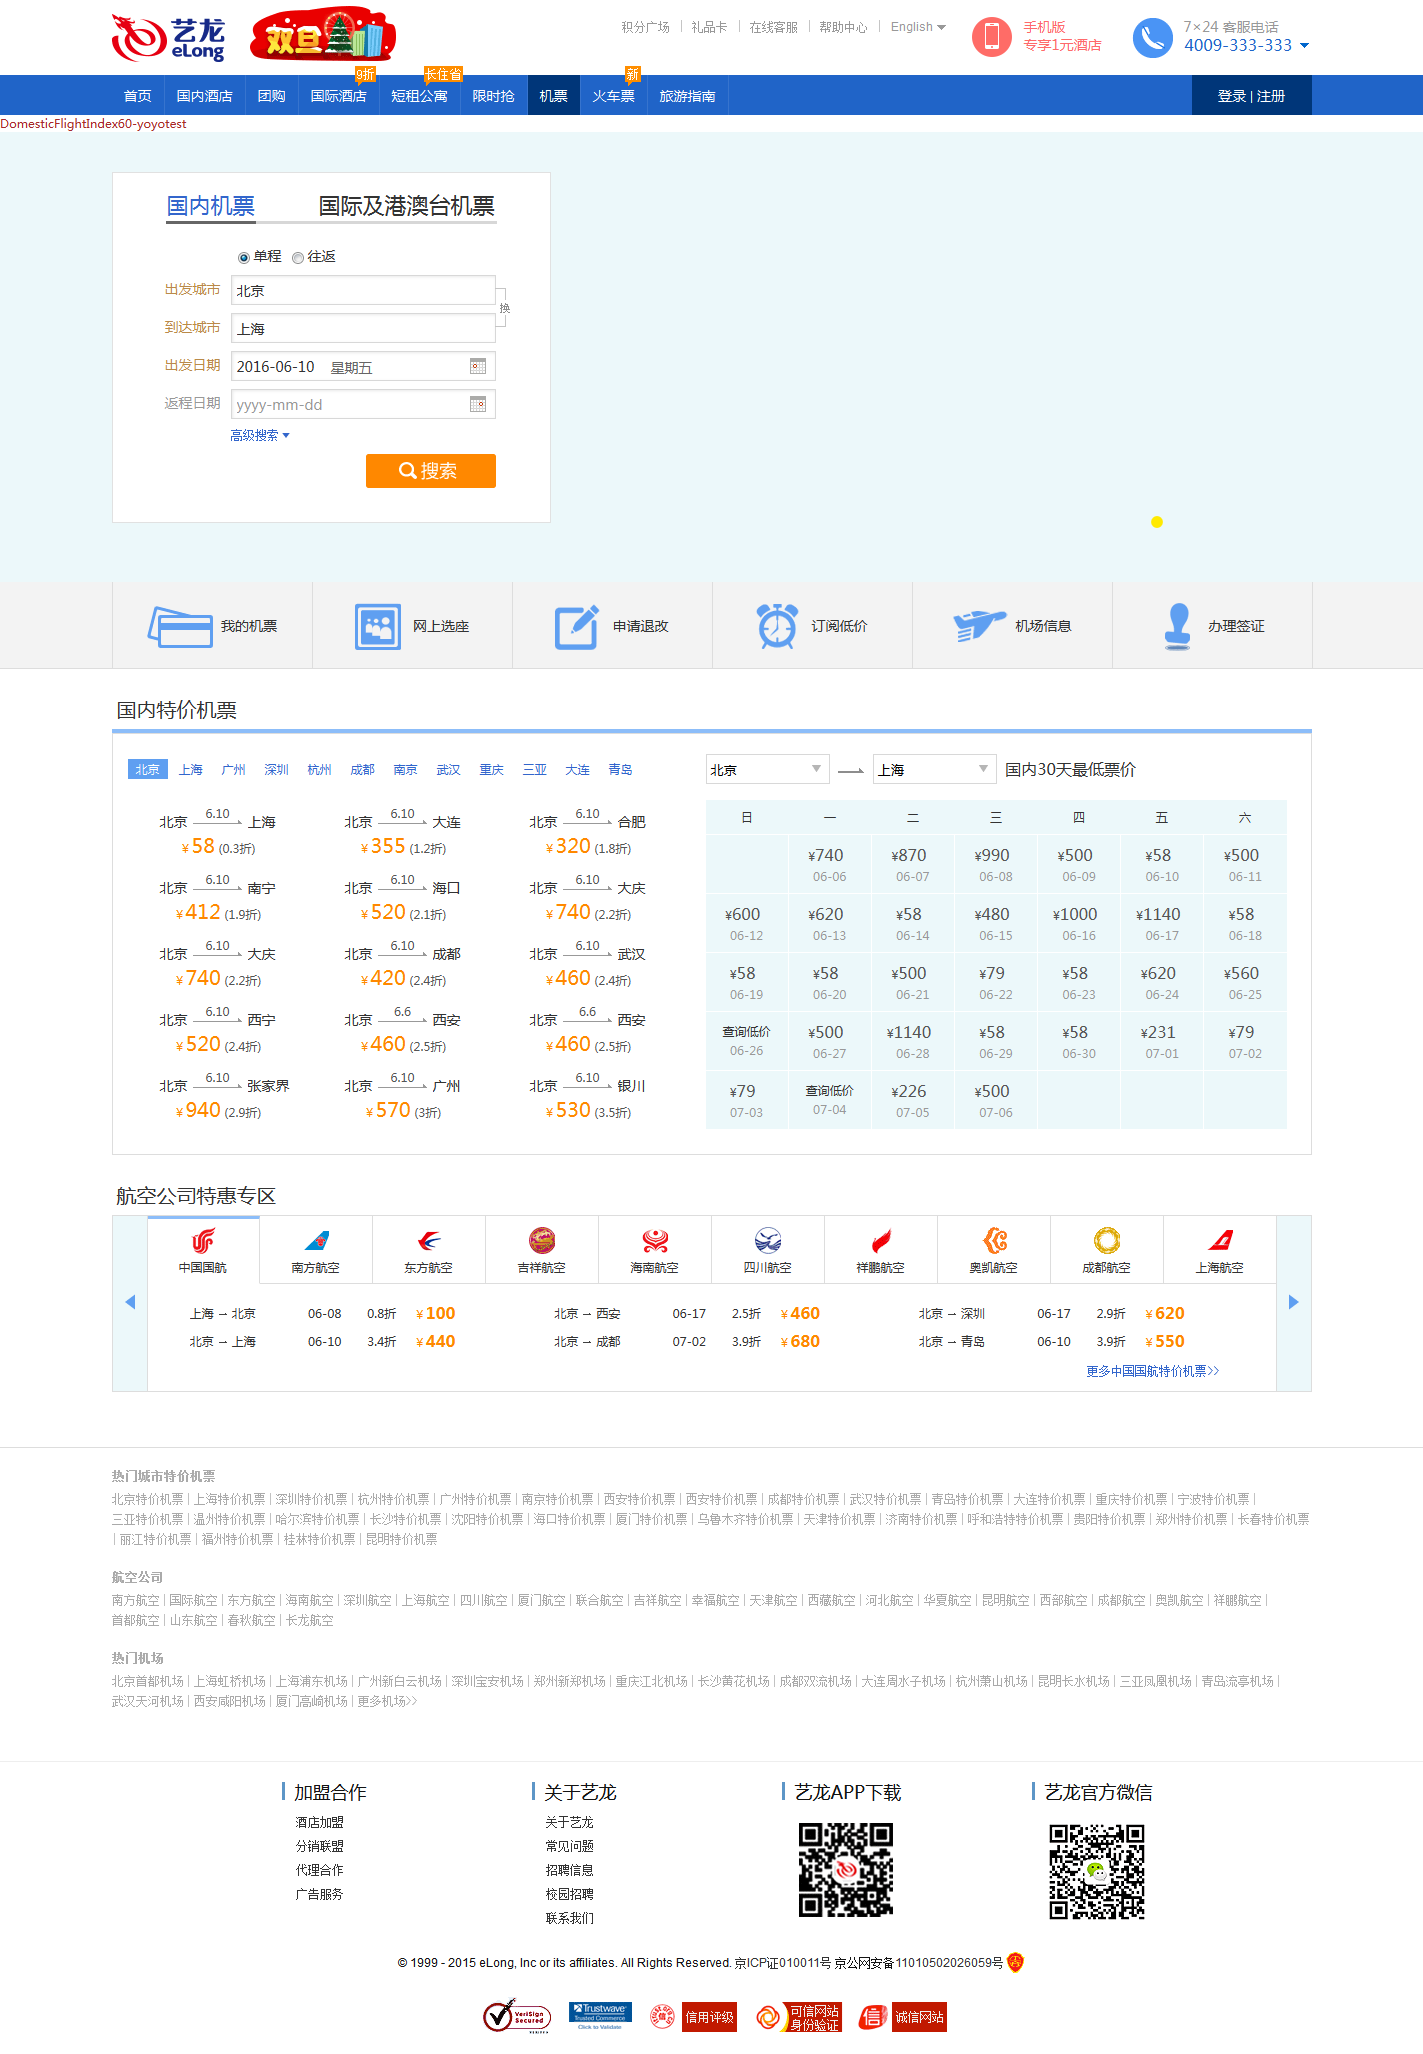 艺龙
eLong
双旦
积分广场 | 礼品卡 | 在线客服 | 帮助中心 | English
手机版
专享1元酒店
7×24 客服电话
4009-333-333
9折 长住省 新
首页 国内酒店 团购 国际酒店 短租公寓 限时抢 机票 火车票 旅游指南 登录 | 注册
DomesticFlightIndex60-yoyotest
国内机票 国际及港澳台机票
单程 往返
出发城市 北京
换
到达城市 上海
出发日期 2016-06-10 星期五
返程日期 yyyy-mm-dd
高级搜索
搜索
我的机票 网上选座 申请退改 订阅低价 机场信息 办理签证
国内特价机票
北京 上海 广州 深圳 杭州 成都 南京 武汉 重庆 三亚 大连 青岛
北京 6.10 上海 北京 6.10 大连 北京 6.10 合肥
¥58 (0.3折) ¥355 (1.2折) ¥320 (1.8折)
北京 6.10 南宁 北京 6.10 海口 北京 6.10 大庆
¥412 (1.9折) ¥520 (2.1折) ¥740 (2.2折)
北京 6.10 大庆 北京 6.10 成都 北京 6.10 武汉
¥740 (2.2折) ¥420 (2.4折) ¥460 (2.4折)
北京 6.10 西宁 北京 6.6 西安 北京 6.6 西安
¥520 (2.4折) ¥460 (2.5折) ¥460 (2.5折)
北京 6.10 张家界 北京 6.10 广州 北京 6.10 银川
¥940 (2.9折) ¥570 (3折) ¥530 (3.5折)
北京 上海 国内30天最低票价
日 一 二 三 四 五 六
¥740 ¥870 ¥990 ¥500 ¥58 ¥500
06-06 06-07 06-08 06-09 06-10 06-11
¥600 ¥620 ¥58 ¥480 ¥1000 ¥1140 ¥58
06-12 06-13 06-14 06-15 06-16 06-17 06-18
¥58 ¥58 ¥500 ¥79 ¥58 ¥620 ¥560
06-19 06-20 06-21 06-22 06-23 06-24 06-25
查询低价 ¥500 ¥1140 ¥58 ¥58 ¥231 ¥79
06-26 06-27 06-28 06-29 06-30 07-01 07-02
¥79 查询低价 ¥226 ¥500
07-03 07-04 07-05 07-06
航空公司特惠专区
中国国航 南方航空 东方航空 吉祥航空 海南航空 四川航空 祥鹏航空 奥凯航空 成都航空 上海航空
上海 – 北京 06-08 0.8折 ¥100 北京 – 西安 06-17 2.5折 ¥460 北京 – 深圳 06-17 2.9折 ¥620
北京 – 上海 06-10 3.4折 ¥440 北京 – 成都 07-02 3.9折 ¥680 北京 – 青岛 06-10 3.9折 ¥550
更多中国国航特价机票>>
热门城市特价机票
北京特价机票 | 上海特价机票 | 深圳特价机票 | 杭州特价机票 | 广州特价机票 | 南京特价机票 | 西安特价机票 | 西安特价机票 | 成都特价机票 | 武汉特价机票 | 青岛特价机票 | 大连特价机票 | 重庆特价机票 | 宁波特价机票 |
三亚特价机票 | 温州特价机票 | 哈尔滨特价机票 | 长沙特价机票 | 沈阳特价机票 | 海口特价机票 | 厦门特价机票 | 乌鲁木齐特价机票 | 天津特价机票 | 济南特价机票 | 呼和浩特特价机票 | 贵阳特价机票 | 郑州特价机票 | 长春特价机票
| 丽江特价机票 | 福州特价机票 | 桂林特价机票 | 昆明特价机票
航空公司
南方航空 | 国际航空 | 东方航空 | 海南航空 | 深圳航空 | 上海航空 | 四川航空 | 厦门航空 | 联合航空 | 吉祥航空 | 幸福航空 | 天津航空 | 西藏航空 | 河北航空 | 华夏航空 | 昆明航空 | 西部航空 | 成都航空 | 奥凯航空 | 祥鹏航空 |
首都航空 | 山东航空 | 春秋航空 | 长龙航空
热门机场
北京首都机场 | 上海虹桥机场 | 上海浦东机场 | 广州新白云机场 | 深圳宝安机场 | 郑州新郑机场 | 重庆江北机场 | 长沙黄花机场 | 成都双流机场 | 大连周水子机场 | 杭州萧山机场 | 昆明长水机场 | 三亚凤凰机场 | 青岛流亭机场 |
武汉天河机场 | 西安咸阳机场 | 厦门高崎机场 | 更多机场>>
加盟合作 关于艺龙 艺龙APP下载 艺龙官方微信
酒店加盟 关于艺龙
分销联盟 常见问题
代理合作 招聘信息
广告服务 校园招聘
联系我们
© 1999 - 2015 eLong, Inc or its affiliates. All Rights Reserved. 京ICP证010011号 京公网安备11010502026059号
VeriSign
Secured
VERIFY
Trustwave
Trusted Commerce
Click to Validate
信用评级
可信网站
身份验证
信 诚信网站